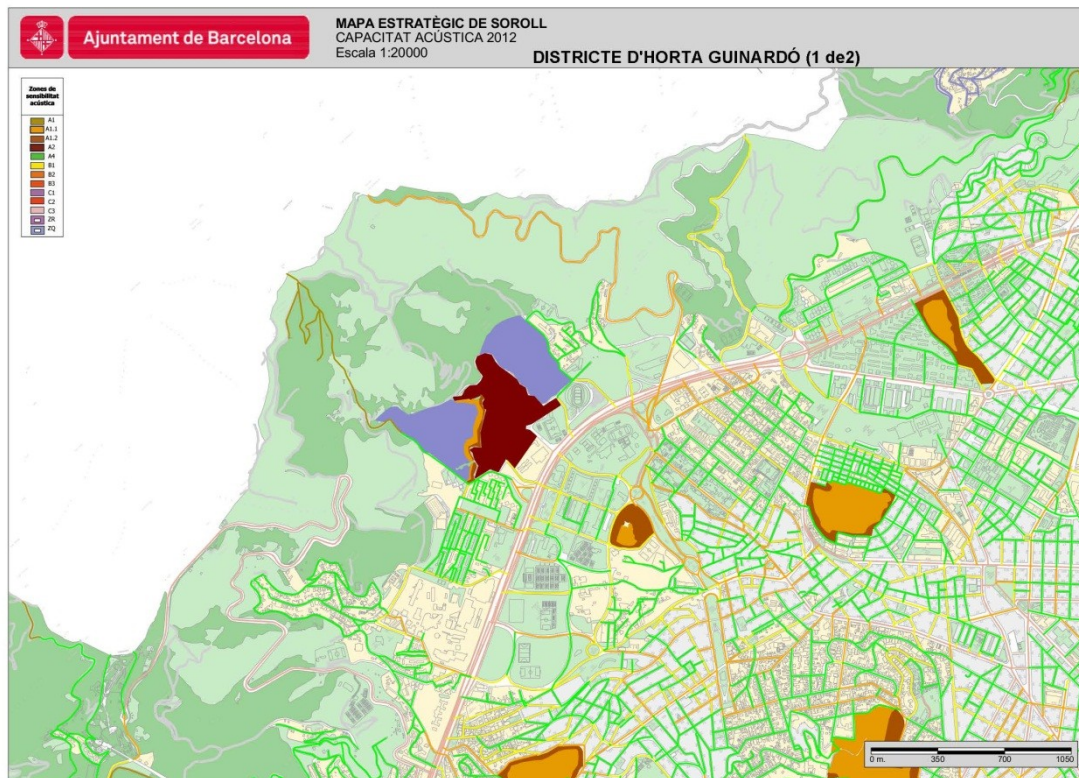 Ajuntament de Barcelona
MAPA ESTRATÈGIC DE SOROLL
CAPACITAT ACÚSTICA 2012
Escala 1:20000
DISTRICTE D'HORTA GUINARDÓ (1 de2)
Zones de
sensibilitat
acústica
A1
A1.1
A1.2
A2
A4
B1
B2
B3
C1
C2
C3
ZR
ZQ
0 m. 350 700 1050